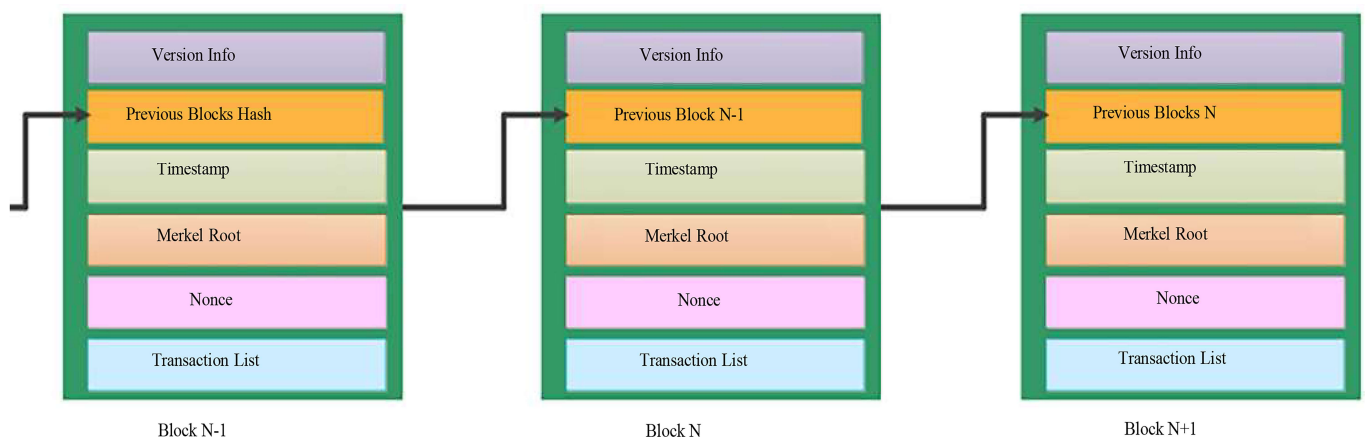 Version Info
Previous Blocks Hash
Timestamp
Merkel Root
Nonce
Transaction List
Block N-1
Version Info
Previous Block N-1
Timestamp
Merkel Root
Nonce
Transaction List
Block N
Version Info
Previous Blocks N
Timestamp
Merkel Root
Nonce
Transaction List
Block N+1